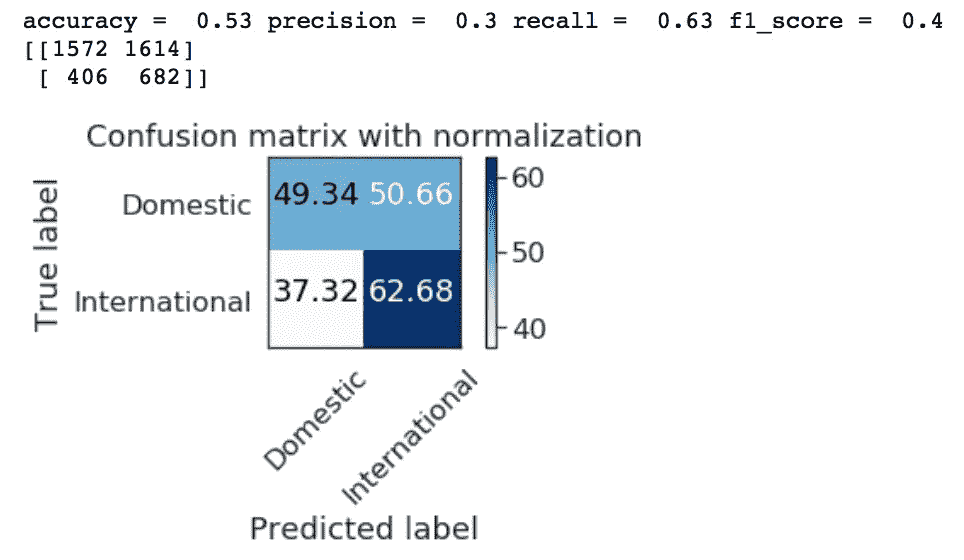 accuracy =  0.53 precision =  0.3 recall =  0.63 f1_score =  0.4
[[1572 1614]
 [ 406  682]]
Confusion matrix with normalization
True label
Domestic
49.34 50.66
International
37.32 62.68
60
50
40
Domestic
International
Predicted label